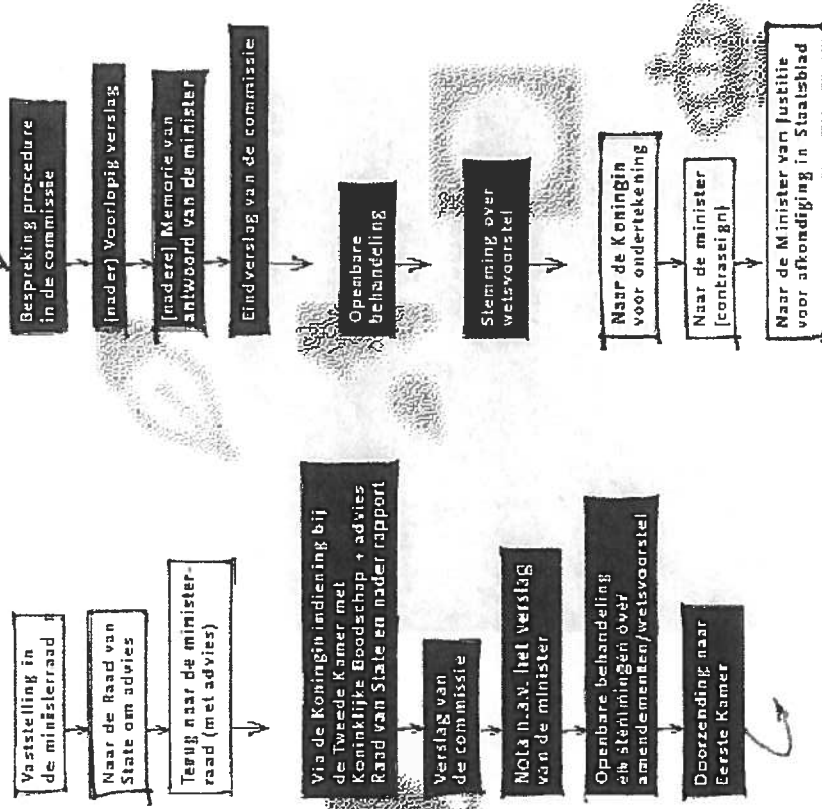 Vaststelling in
de ministerraad
Naar de Raad van
State om advies
Terug naar de minister-
raad (met advies)
Via de Koningin indiening bij
de Tweede Kamer met
Koninklijke Boodschap + advies
Raad van State en nader rapport
Verslag van
de commissie
Nota n.a.v. het verslag
van de minister
Openbare behandeling
en stemmingen over
amendementen/wetsvoorstel
Doorzending naar
Eerste Kamer
Bespreking procedure
in de commissie
(nader) Voorlopig verslag
(nadere) Memorie van
antwoord van de minister
Eindverslag van de commissie
Openbare
behandeling
Stemming over
wetsvoorstel
Naar de Koningin
voor ondertekening
Naar de minister
(contraseign)
Naar de Minister van Justitie
voor afkondiging in Staatsblad